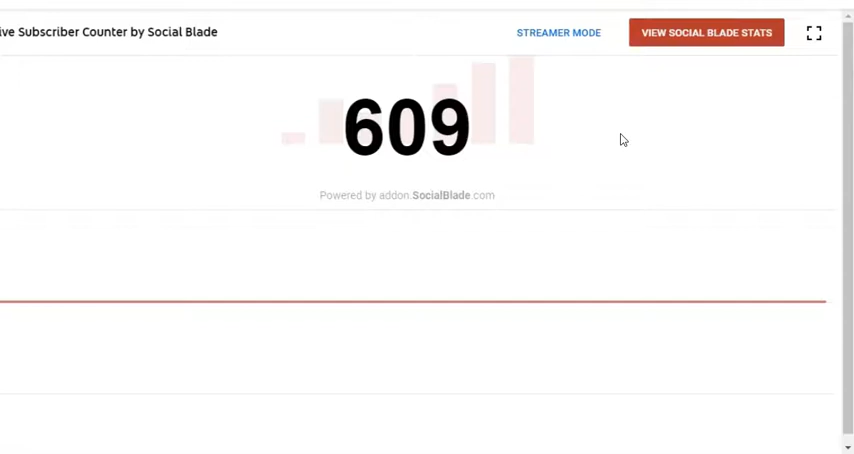 ive Subscriber Counter by Social Blade
STREAMER MODE
VIEW SOCIAL BLADE STATS
609
Powered by addon.SocialBlade.com